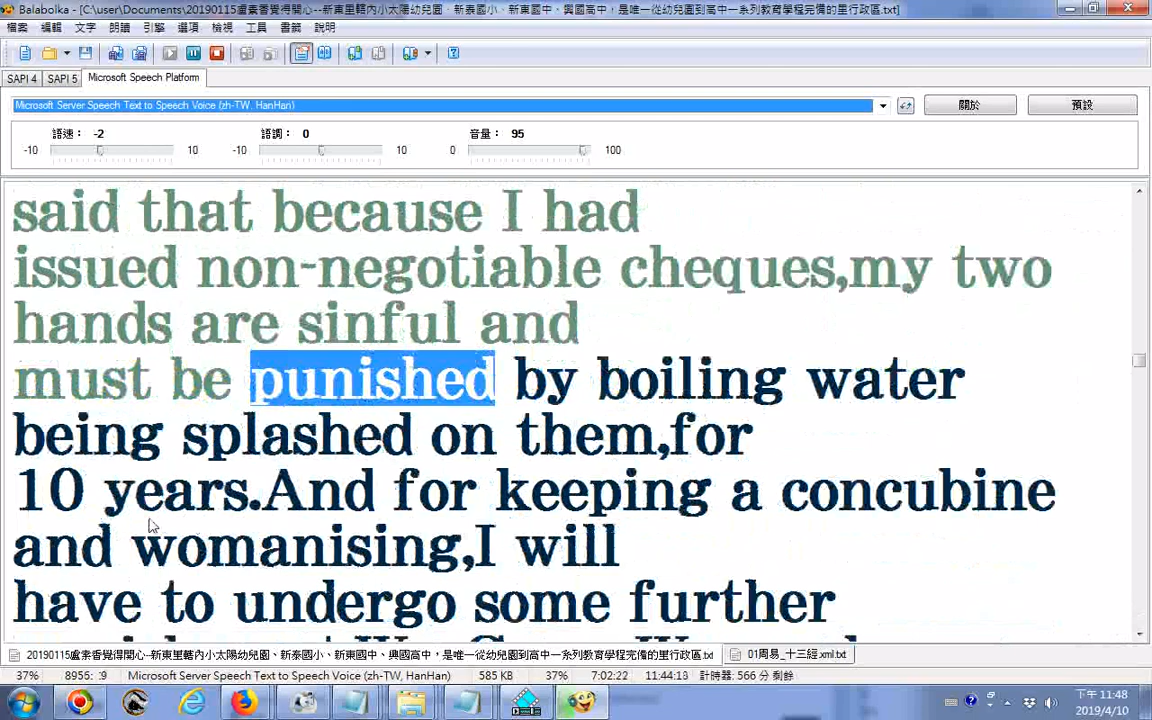 Balabolka - [C:\user\Documents\20190115盧素香覺得開心--新東里轄內小太陽幼兒園、新泰國小、新東國中、興國高中，是唯一從幼兒園到高中一系列教育學程完備的里行政區.txt]
檔案 編輯 文字 朗讀 引擎 選項 檢視 工具 書籤 說明
SAPI 4 SAPI 5 Microsoft Speech Platform
Microsoft Server Speech Text to Speech Voice (zh-TW, HanHan) 關於 預設
語速： -2 語調： 0 音量： 95
-10 10 -10 10 0 100
said that because I had
issued non-negotiable cheques,my two
hands are sinful and
must be punished by boiling water
being splashed on them,for
10 years.And for keeping a concubine
and womanising,I will
have to undergo some further
20190115盧素香覺得開心--新東里轄內小太陽幼兒園、新泰國小、新東國中、興國高中，是唯一從幼兒園到高中一系列教育學程完備的里行政區.txt 01周易_十三經.xml.txt
37% 8955: :9 Microsoft Server Speech Text to Speech Voice (zh-TW, HanHan) 585 KB 37% 7:02:22 11:44:18 計時器: 566 分 剩餘
下午 11:48
2019/4/10